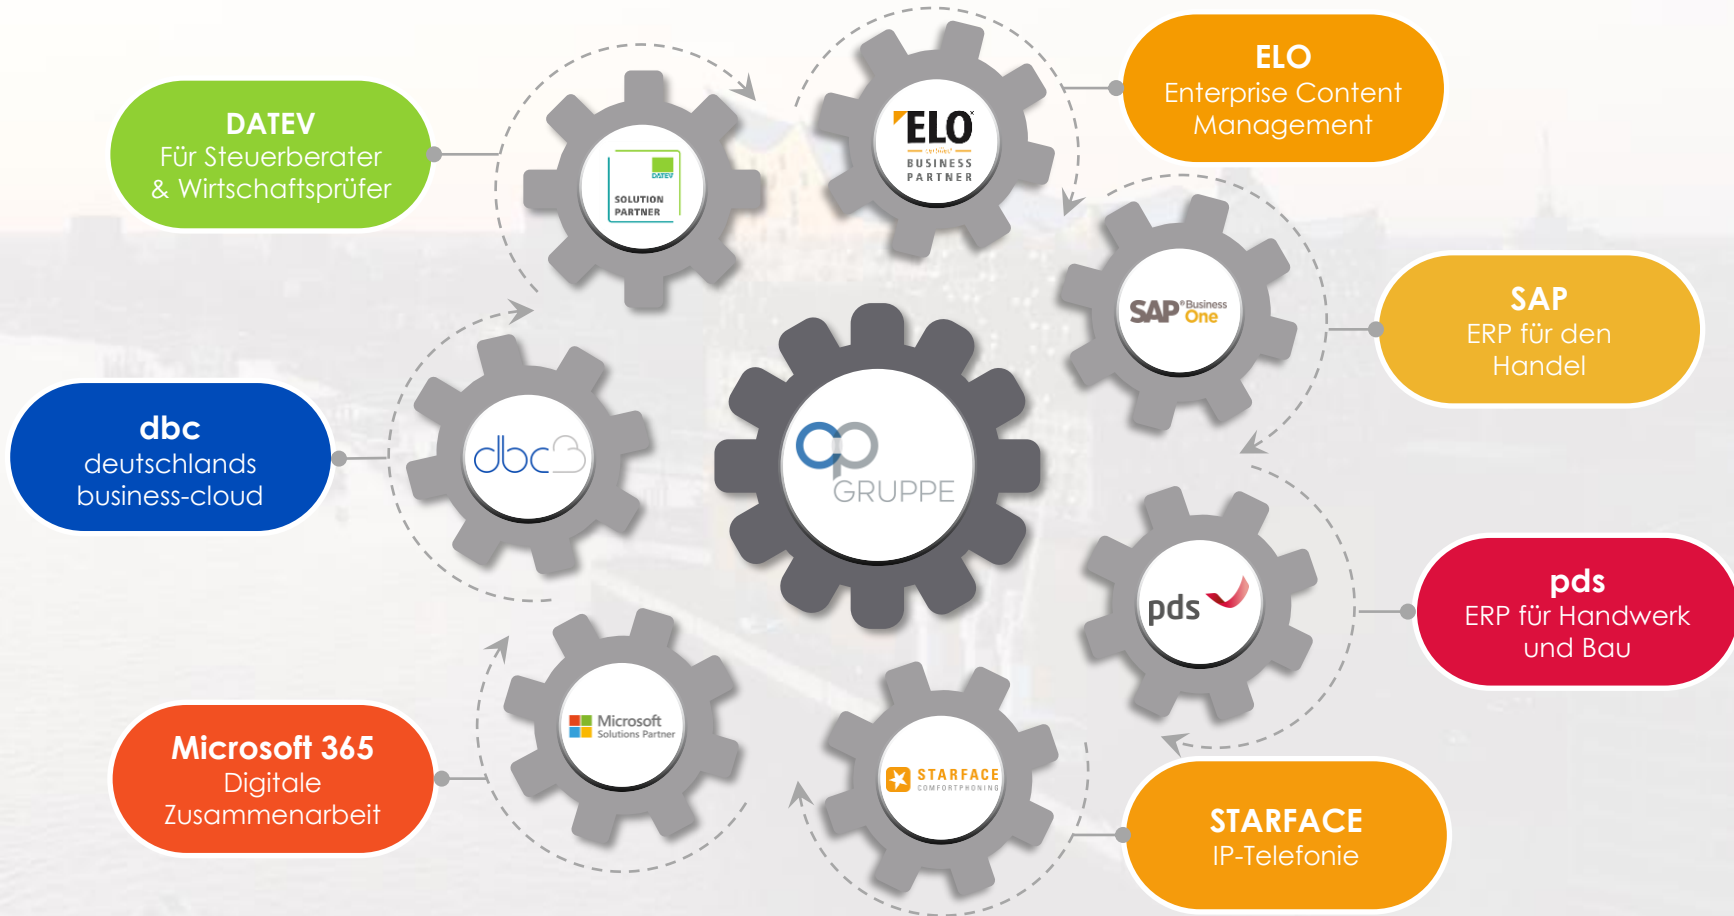 DATEV
Für Steuerberater
& Wirtschaftsprüfer
DATEV
SOLUTION
PARTNER
ELO
BUSINESS
PARTNER
ELO
Enterprise Content
Management
SAP® Business
One
SAP
ERP für den
Handel
dbc
deutschlands
business-cloud
dbc
cp
GRUPPE
pds
pds
ERP für Handwerk
und Bau
Microsoft 365
Digitale
Zusammenarbeit
Microsoft
Solutions Partner
STARFACE
COMFORTPHONING
STARFACE
IP-Telefonie